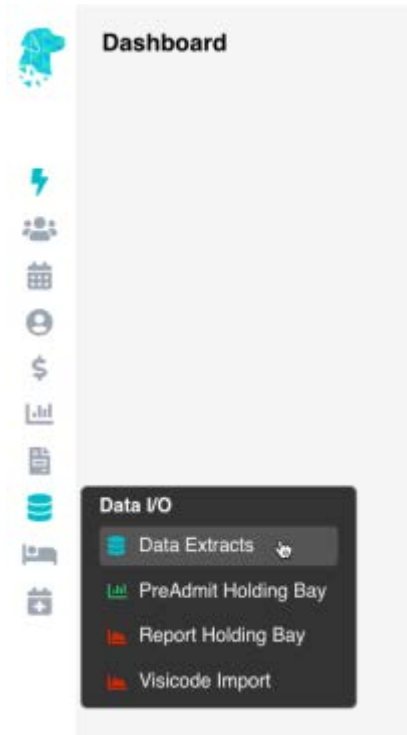 Dashboard
Data I/O
Data Extracts
PreAdmit Holding Bay
Report Holding Bay
Visicode Import